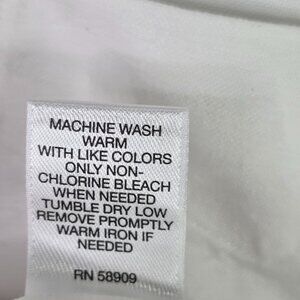 MACHINE WASH
WARM
WITH LIKE COLORS
ONLY NON-
CHLORINE BLEACH
WHEN NEEDED
TUMBLE DRY LOW
REMOVE PROMPTLY
WARM IRON IF
NEEDED
RN 58909